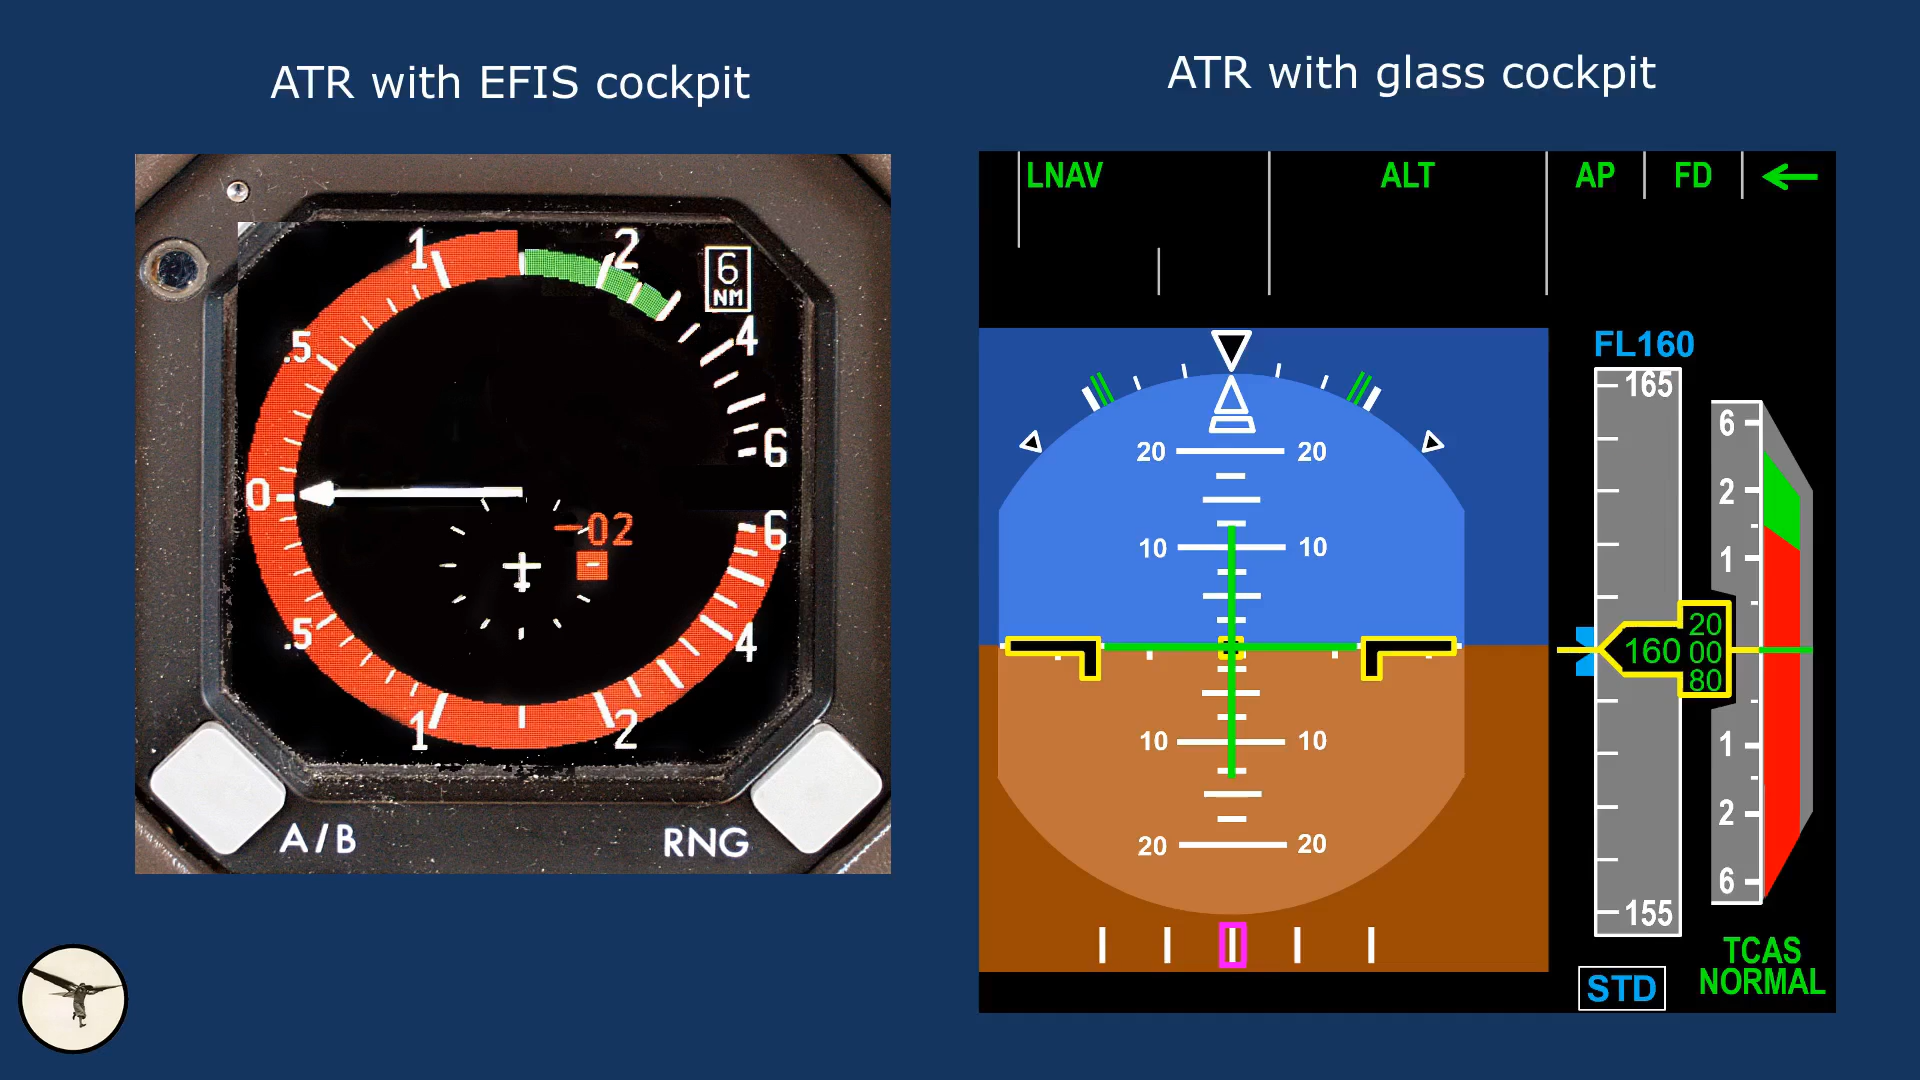 ATR with EFIS cockpit
1
2
6
NM
4
.5
6
0
-02
6
.5
4
1
2
A/B
RNG
ATR with glass cockpit
LNAV
ALT
AP
FD
FL160
165
6
20
20
2
10
10
1
20
160 00
80
10
10
1
2
20
20
6
155
TCAS
NORMAL
STD